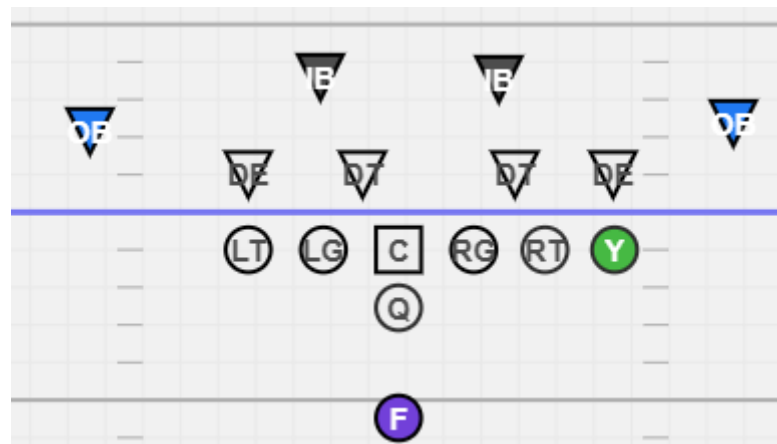 IB IB
OB OB
DE DT DT DE
LT LG C RG RT Y
Q
F